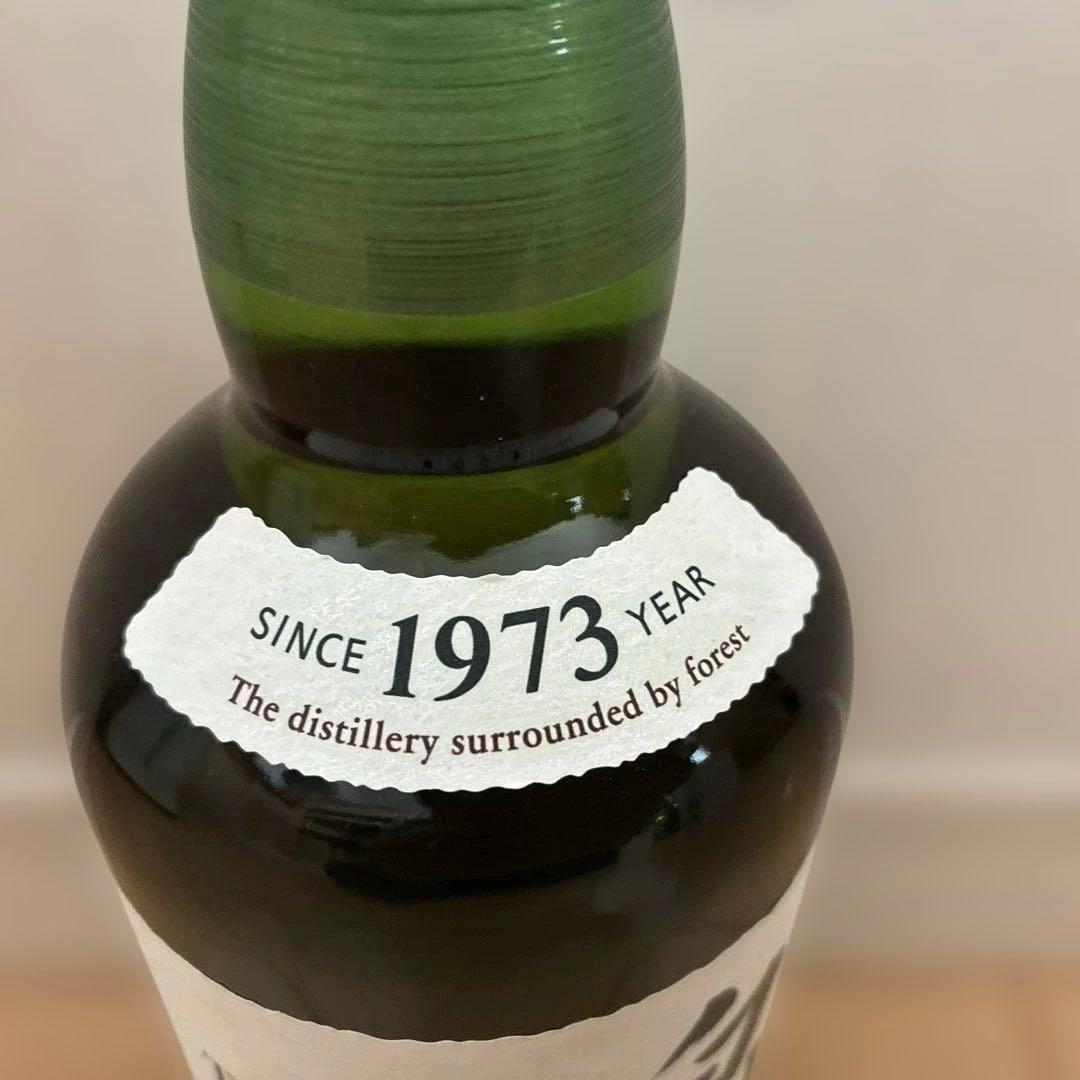 SINCE 1973 YEAR
The distillery surrounded by forest